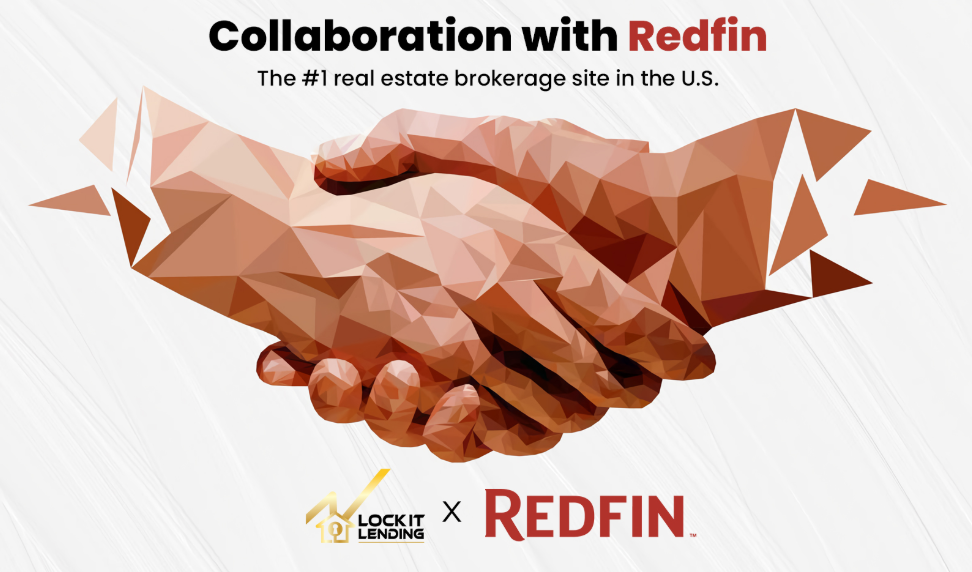 Collaboration with Redfin
The #1 real estate brokerage site in the U.S.
LOCK IT
LENDING
X
REDFIN™